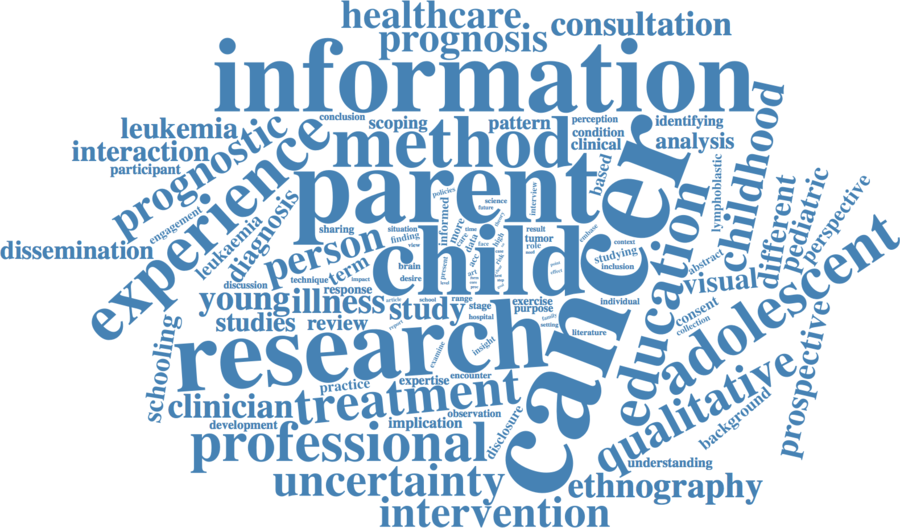 healthcare
prognosis
consultation
information
leukemia
conclusion
scoping
pattern
perception
identifying
condition
clinical
analysis
interaction
participant
prognostic
experience
method
cancer
childhood
based
lymphoblastic
parent
policies
science
future
interview
engagement
leukaemia
diagnosis
dissemination
sharing
person
situation
finding
view
informed
more
care
data
time
face
high
result
tumor
role
embase
context
studying
inclusion
education
abstract
different
pediatric
perspective
child
brain
desire
term
technique
impact
discussion
response
present
acc
art
visual
adolescent
young
illness
article
school
range
stage
exercise
purpose
individual
consent
collection
study
hospital
family
setting
literature
studies
review
report
research
examine
insight
schooling
encounter
practice
expertise
treatment
clinician
development
observation
implication
disclosure
qualitative
background
prospective
professional
understanding
uncertainty
ethnography
intervention